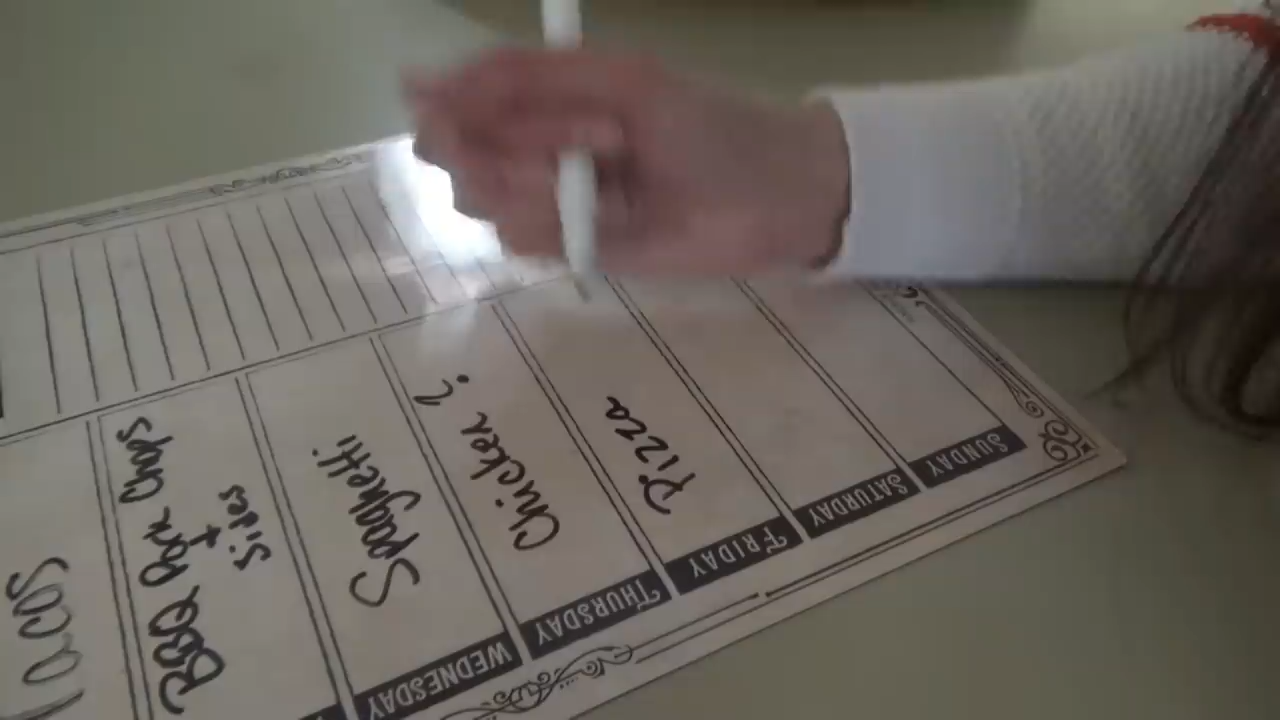 Tacos
BBQ Pork Chops
+
Sides
WEDNESDAY
Spaghetti
THURSDAY
Chicken?
FRIDAY
Pizza
SATURDAY
SUNDAY